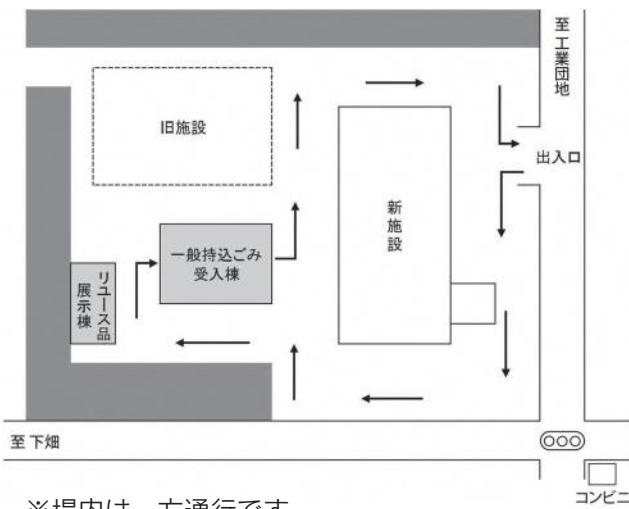 至工業団地
旧施設
出入口
新施設
一般持込ごみ
受入棟
リユース品
展示棟
至 下畑
コンビニ
※場内は一方通行です